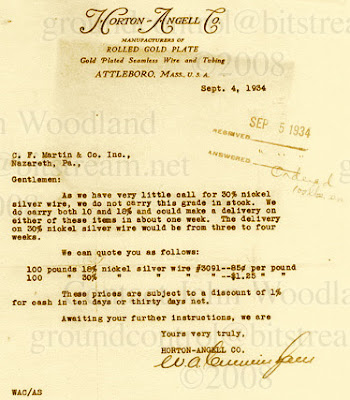 HORTON-ANGELL CO.
MANUFACTURERS OF
ROLLED GOLD PLATE
Gold Plated Seamless Wire and Tubing
ATTLEBORO, MASS., U.S.A.
Sept. 4, 1934
RECEIVED SEP 5 1934
ANSWERED
C. F. Martin & Co. Inc.,
Nazareth, Pa.,
Gentlemen:
As we have very little call for 30% nickel
silver wire, we do not carry this grade in stock. We
do carry both 10 and 18% and could make a delivery on
either of these items in about one week. The delivery
on 30% nickel silver wire would be from three to four
weeks.
We can quote you as follows:
100 pounds 18% nickel silver wire #3091--85¢ per pound
100 " 30% " " " --$1.25 " "
These prices are subject to a discount of 1%
for cash in ten days or thirty days net.
Awaiting your further instructions, we are
Yours very truly,
HORTON-ANGELL CO.
W.A. Cunningham
WAC/AS
groundcontrol@bitstream.net
©2008
Woodland